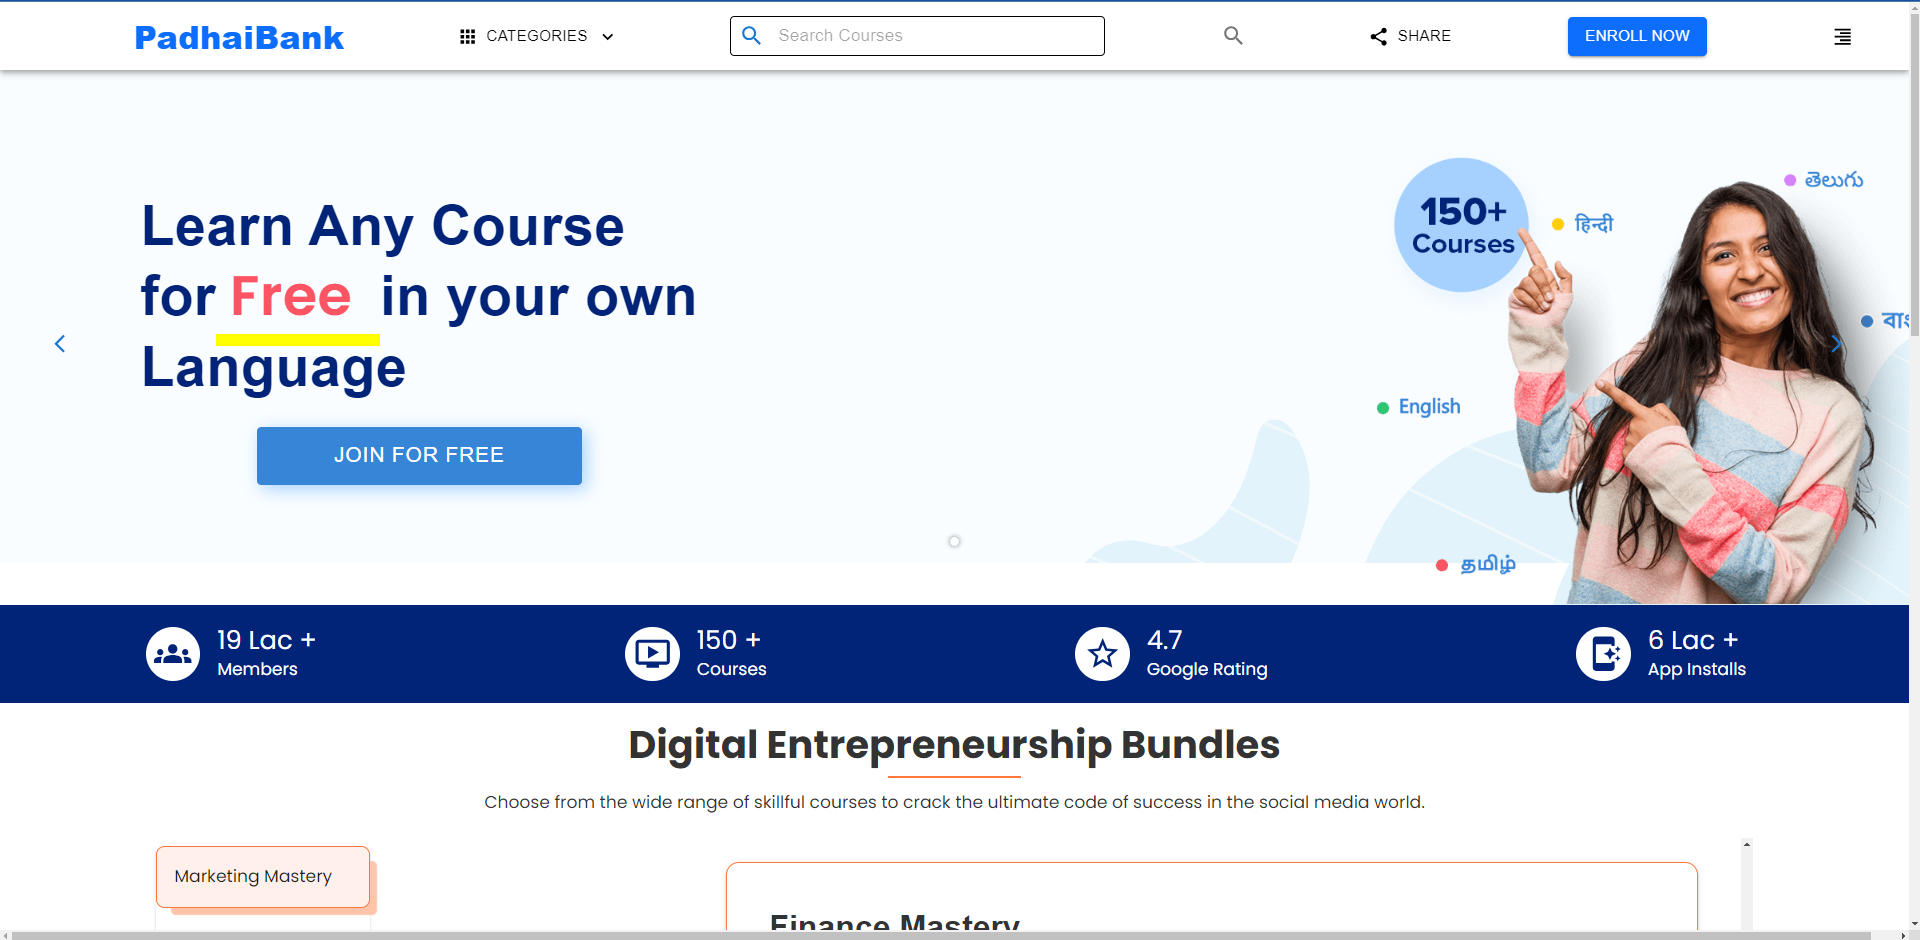 PadhaiBank
CATEGORIES
Search Courses
SHARE
ENROLL NOW
Learn Any Course
for Free in your own
Language
JOIN FOR FREE
150+
Courses
తెలుగు
हिन्दी
English
தமிழ்
19 Lac +
Members
150 +
Courses
4.7
Google Rating
6 Lac +
App Installs
Digital Entrepreneurship Bundles
Choose from the wide range of skillful courses to crack the ultimate code of success in the social media world.
Marketing Mastery
Finance Mastery